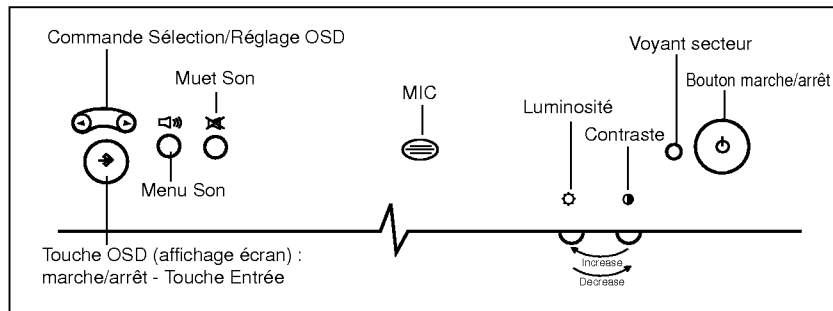 Commande Sélection/Réglage OSD
Muet Son
MIC
Voyant secteur
Bouton marche/arrêt
Luminosité
Contraste
Menu Son
Touche OSD (affichage écran) :
marche/arrêt - Touche Entrée
Increase
Decrease